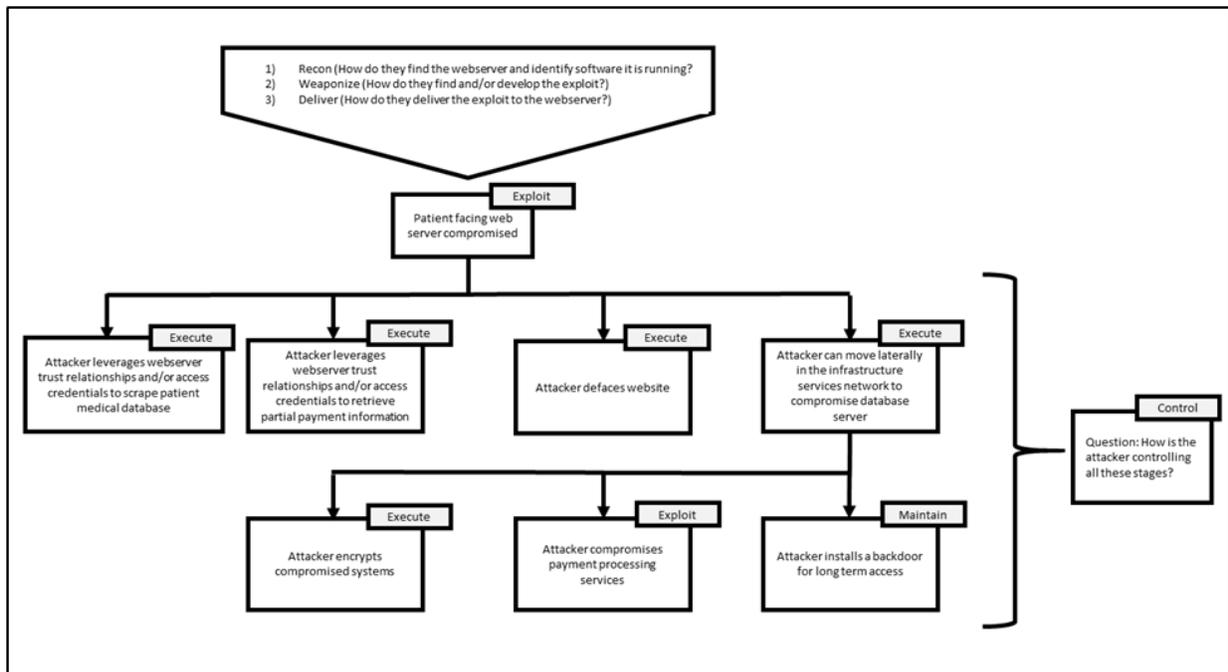 1) Recon (How do they find the webserver and identify software it is running?
2) Weaponize (How do they find and/or develop the exploit?)
3) Deliver (How do they deliver the exploit to the webserver?)
Exploit
Patient facing web
server compromised
Execute
Attacker leverages webserver
trust relationships and/or access
credentials to scrape patient
medical database
Execute
Attacker leverages
webserver trust
relationships and/or access
credentials to retrieve
partial payment information
Execute
Attacker defaces website
Execute
Attacker can move laterally
in the infrastructure
services network to
compromise database
server
Control
Question: How is the
attacker controlling
all these stages?
Execute
Attacker encrypts
compromised systems
Exploit
Attacker compromises
payment processing
services
Maintain
Attacker installs a backdoor
for long term access